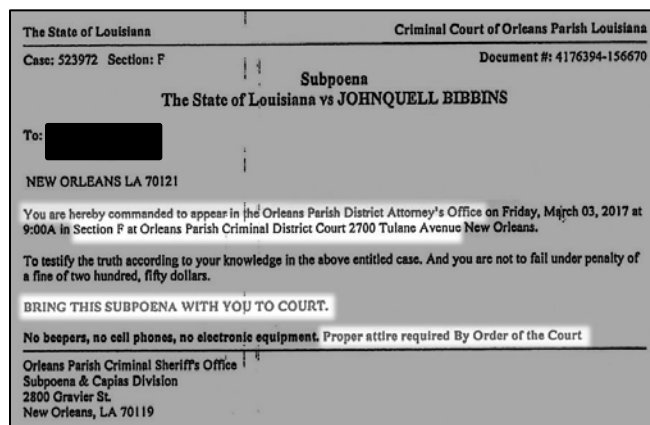 The State of Louisiana Criminal Court of Orleans Parish Louisiana
Case: 523972 Section: F Document #: 4176394-156670
Subpoena
The State of Louisiana vs JOHNQUELL BIBBINS
To:
NEW ORLEANS LA 70121
You are hereby commanded to appear in the Orleans Parish District Attorney's Office on Friday, March 03, 2017 at
9:00A in Section F at Orleans Parish Criminal District Court 2700 Tulane Avenue New Orleans.
To testify the truth according to your knowledge in the above entitled case. And you are not to fail under penalty of
a fine of two hundred, fifty dollars.
BRING THIS SUBPOENA WITH YOU TO COURT.
No beepers, no cell phones, no electronic equipment. Proper attire required By Order of the Court
Orleans Parish Criminal Sheriff's Office
Subpoena & Capias Division
2800 Gravier St.
New Orleans, LA 70119